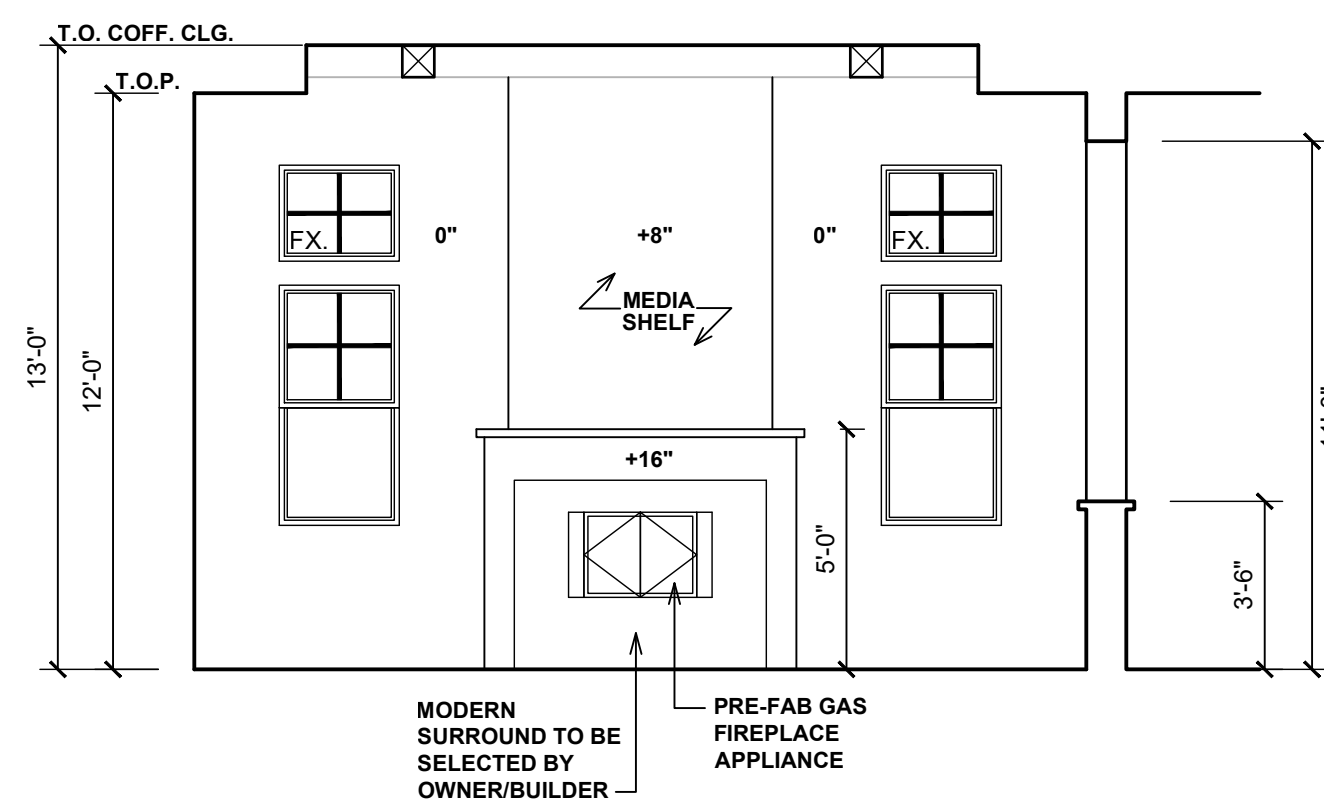 T.O. COFF. CLG.
T.O.P.
FX.
0"
+8"
0"
FX.
MEDIA
SHELF
13'-0"
12'-0"
+16"
5'-0"
3'-6"
MODERN
SURROUND TO BE
SELECTED BY
OWNER/BUILDER
PRE-FAB GAS
FIREPLACE
APPLIANCE